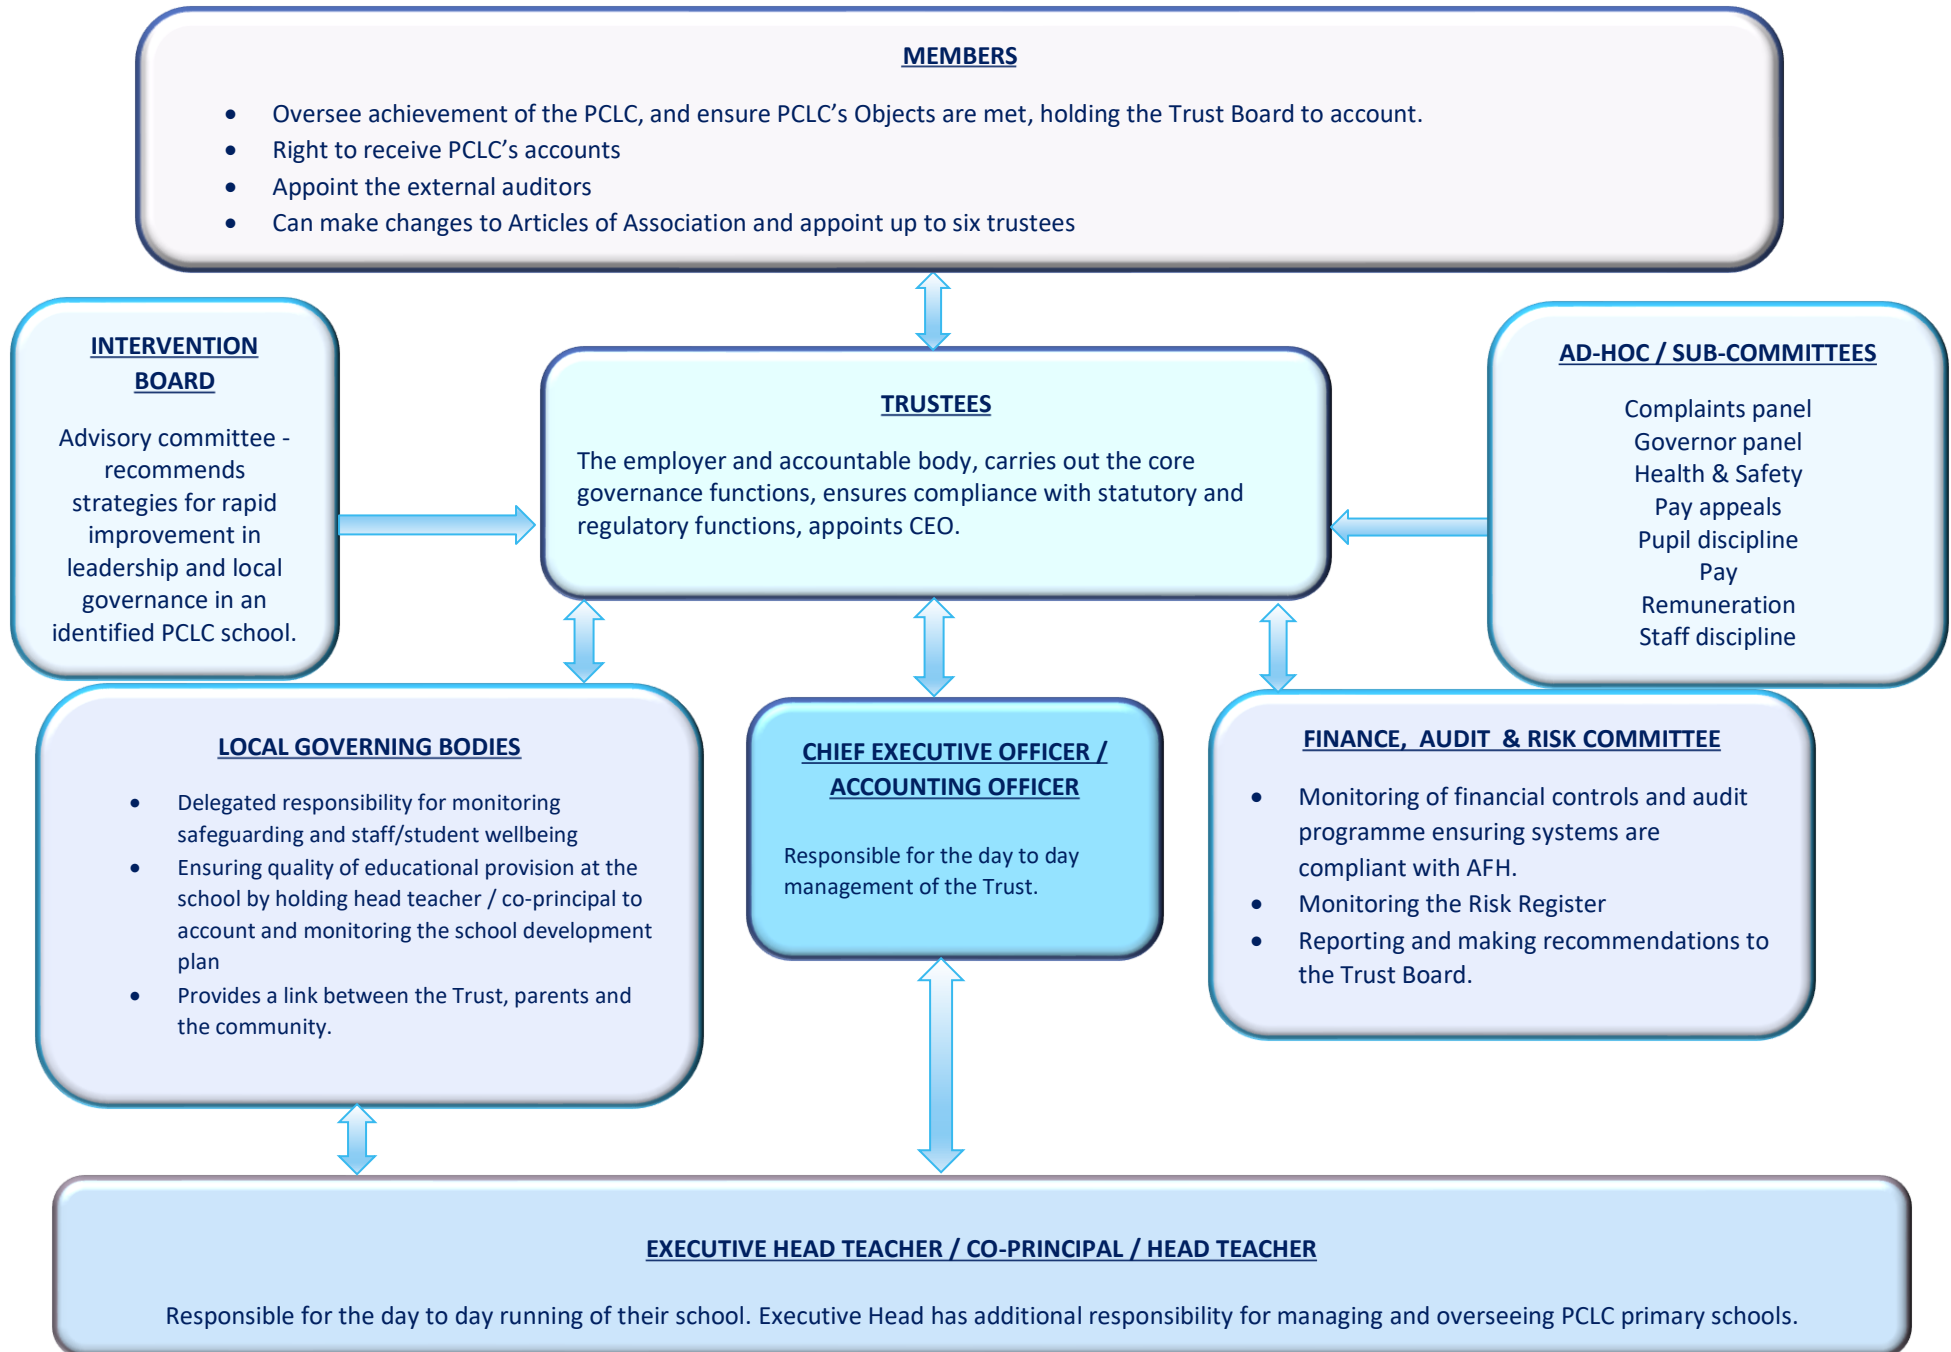 MEMBERS
• Oversee achievement of the PCLC, and ensure PCLC’s Objects are met, holding the Trust Board to account.
• Right to receive PCLC’s accounts
• Appoint the external auditors
• Can make changes to Articles of Association and appoint up to six trustees
INTERVENTION
BOARD
Advisory committee -
recommends
strategies for rapid
improvement in
leadership and local
governance in an
identified PCLC school.
TRUSTEES
The employer and accountable body, carries out the core
governance functions, ensures compliance with statutory and
regulatory functions, appoints CEO.
AD-HOC / SUB-COMMITTEES
Complaints panel
Governor panel
Health & Safety
Pay appeals
Pupil discipline
Pay
Remuneration
Staff discipline
LOCAL GOVERNING BODIES
• Delegated responsibility for monitoring
safeguarding and staff/student wellbeing
• Ensuring quality of educational provision at the
school by holding head teacher / co-principal to
account and monitoring the school development
plan
• Provides a link between the Trust, parents and
the community.
CHIEF EXECUTIVE OFFICER /
ACCOUNTING OFFICER
Responsible for the day to day
management of the Trust.
FINANCE, AUDIT & RISK COMMITTEE
• Monitoring of financial controls and audit
programme ensuring systems are
compliant with AFH.
• Monitoring the Risk Register
• Reporting and making recommendations to
the Trust Board.
EXECUTIVE HEAD TEACHER / CO-PRINCIPAL / HEAD TEACHER
Responsible for the day to day running of their school. Executive Head has additional responsibility for managing and overseeing PCLC primary schools.